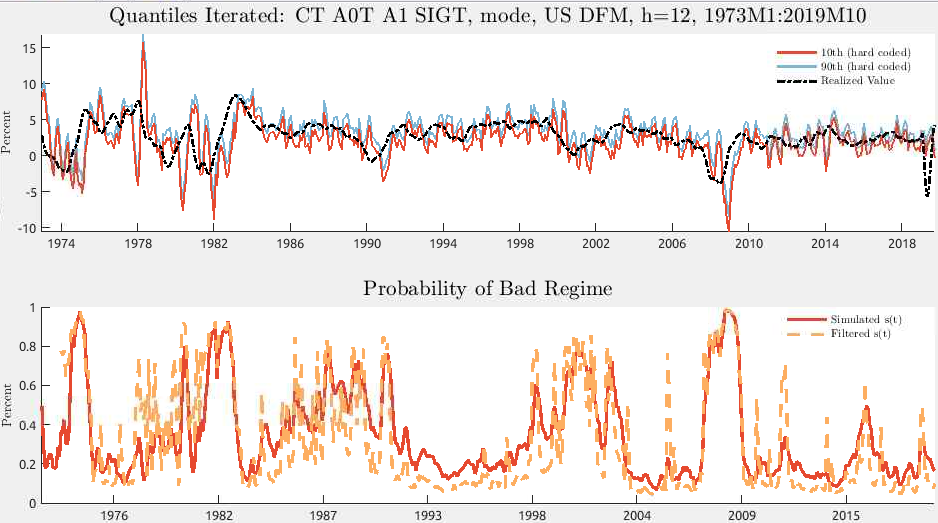 Quantiles Iterated: CT A0T A1 SIGT, mode, US DFM, h=12, 1973M1:2019M10
Percent
15
10
5
0
-5
-10
10th (hard coded)
90th (hard coded)
Realized Value
1974 1978 1982 1986 1990 1994 1998 2002 2006 2010 2014 2018
Probability of Bad Regime
Percent
1
0.8
0.6
0.4
0.2
0
Simulated s(t)
Filtered s(t)
1976 1982 1987 1993 1998 2004 2009 2015